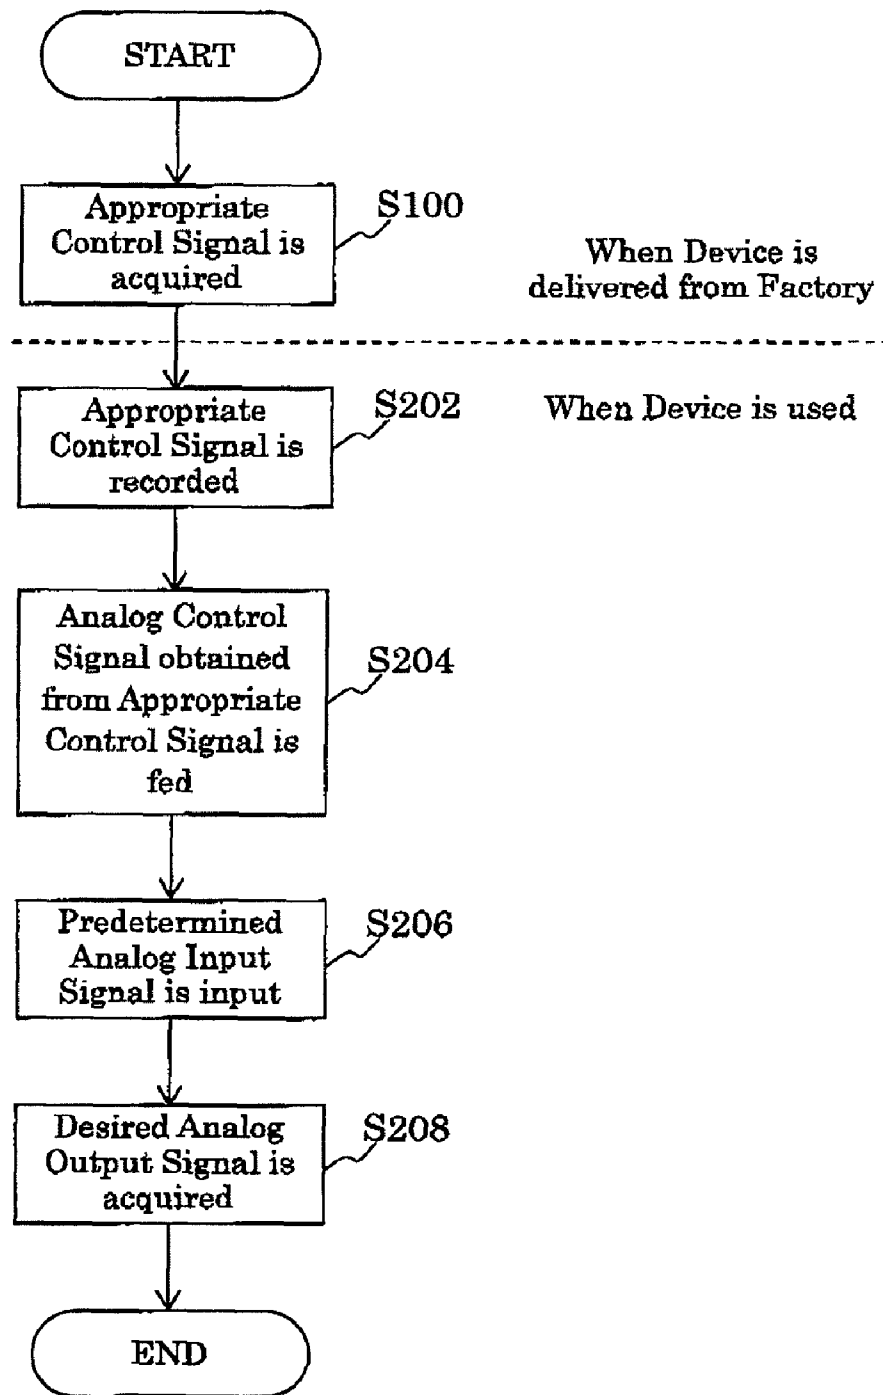 START
Appropriate
Control Signal is
acquired
S100
When Device is
delivered from Factory
Appropriate
Control Signal is
recorded
S202
When Device is used
Analog Control
Signal obtained
from Appropriate
Control Signal is
fed
S204
Predetermined
Analog Input
Signal is input
S206
Desired Analog
Output Signal is
acquired
S208
END